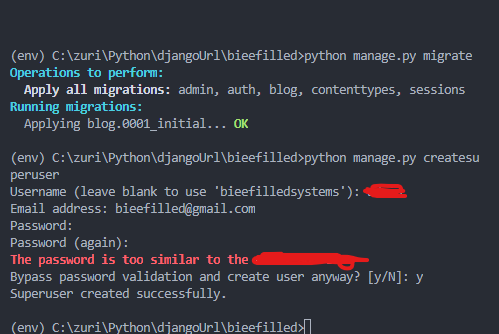 (env) C:\zuri\Python\djangoUrl\bieefilled>python manage.py migrate
Operations to perform:
  Apply all migrations: admin, auth, blog, contenttypes, sessions
Running migrations:
  Applying blog.0001_initial... OK
(env) C:\zuri\Python\djangoUrl\bieefilled>python manage.py createsu
peruser
Username (leave blank to use 'bieefilledsystems'):
Email address: bieefilled@gmail.com
Password:
Password (again):
The password is too similar to the
Bypass password validation and create user anyway? [y/N]: y
Superuser created successfully.
(env) C:\zuri\Python\djangoUrl\bieefilled>